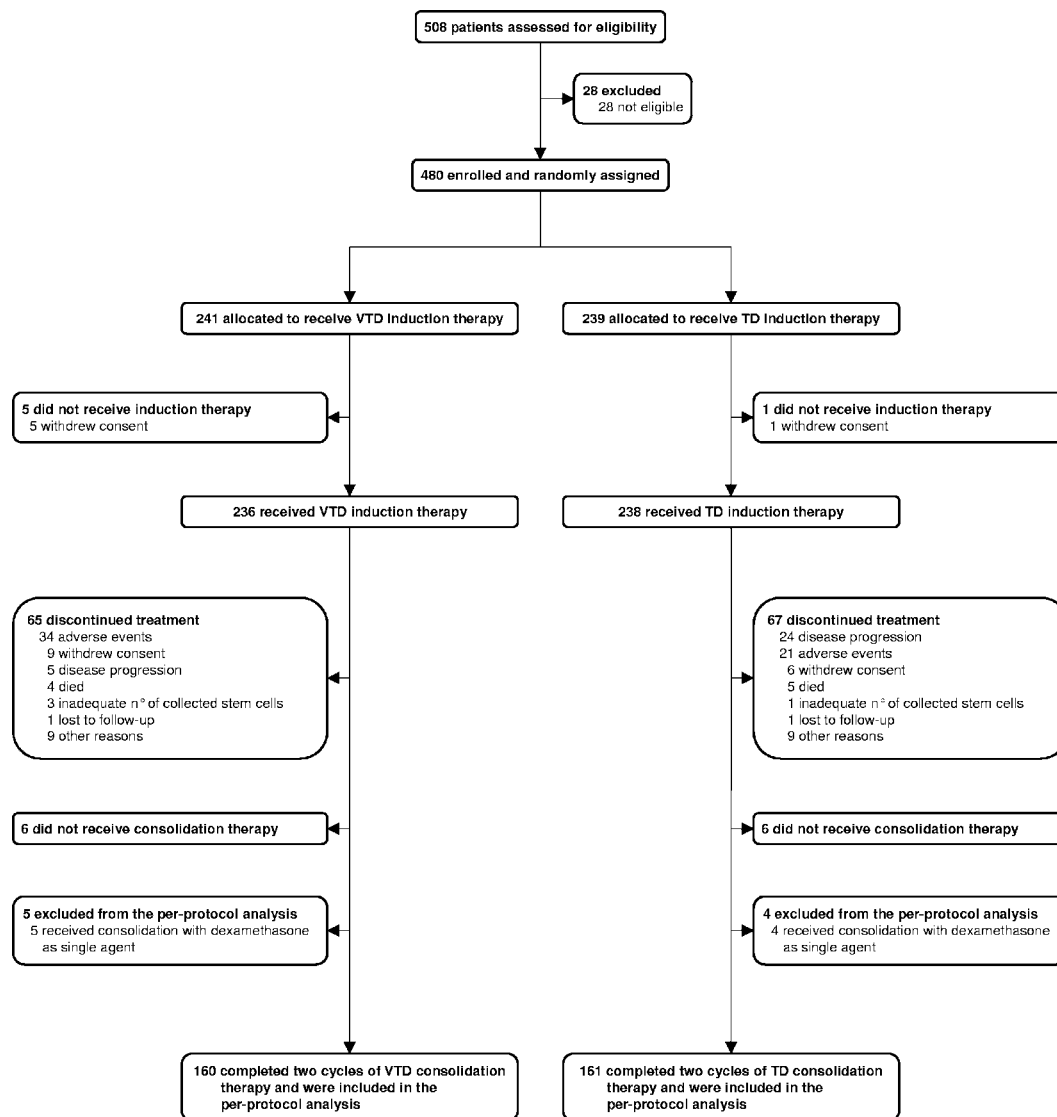 508 patients assessed for eligibility
28 excluded
28 not eligible
480 enrolled and randomly assigned
241 allocated to receive VTD Induction therapy
239 allocated to receive TD Induction therapy
5 did not receive induction therapy
5 withdrew consent
1 did not receive induction therapy
1 withdrew consent
236 received VTD induction therapy
238 received TD induction therapy
65 discontinued treatment
34 adverse events
9 withdrew consent
5 disease progression
4 died
3 inadequate n° of collected stem cells
1 lost to follow-up
9 other reasons
67 discontinued treatment
24 disease progression
21 adverse events
6 withdrew consent
5 died
1 inadequate n° of collected stem cells
1 lost to follow-up
9 other reasons
6 did not receive consolidation therapy
6 did not receive consolidation therapy
5 excluded from the per-protocol analysis
5 received consolidation with dexamethasone
as single agent
4 excluded from the per-protocol analysis
4 received consolidation with dexamethasone
as single agent
160 completed two cycles of VTD consolidation
therapy and were included in the
per-protocol analysis
161 completed two cycles of TD consolidation
therapy and were included in the
per-protocol analysis